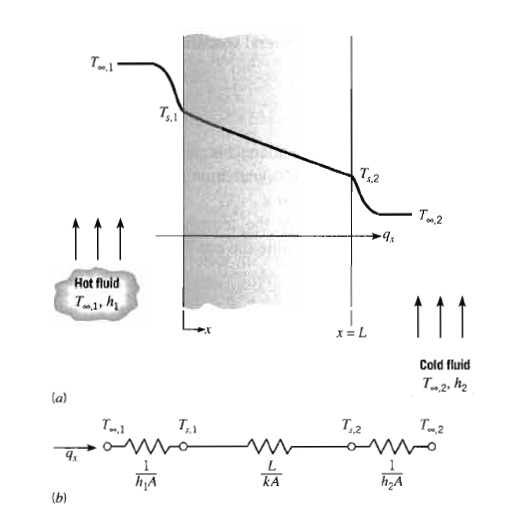 T∞,1
Ts,1
Ts,2
T∞,2
qx
Hot fluid
T∞,1, h1
x
x = L
Cold fluid
T∞,2, h2
(a)
T∞,1 Ts,1 Ts,2 T∞,2
qx
1/h1A L/kA 1/h2A
(b)